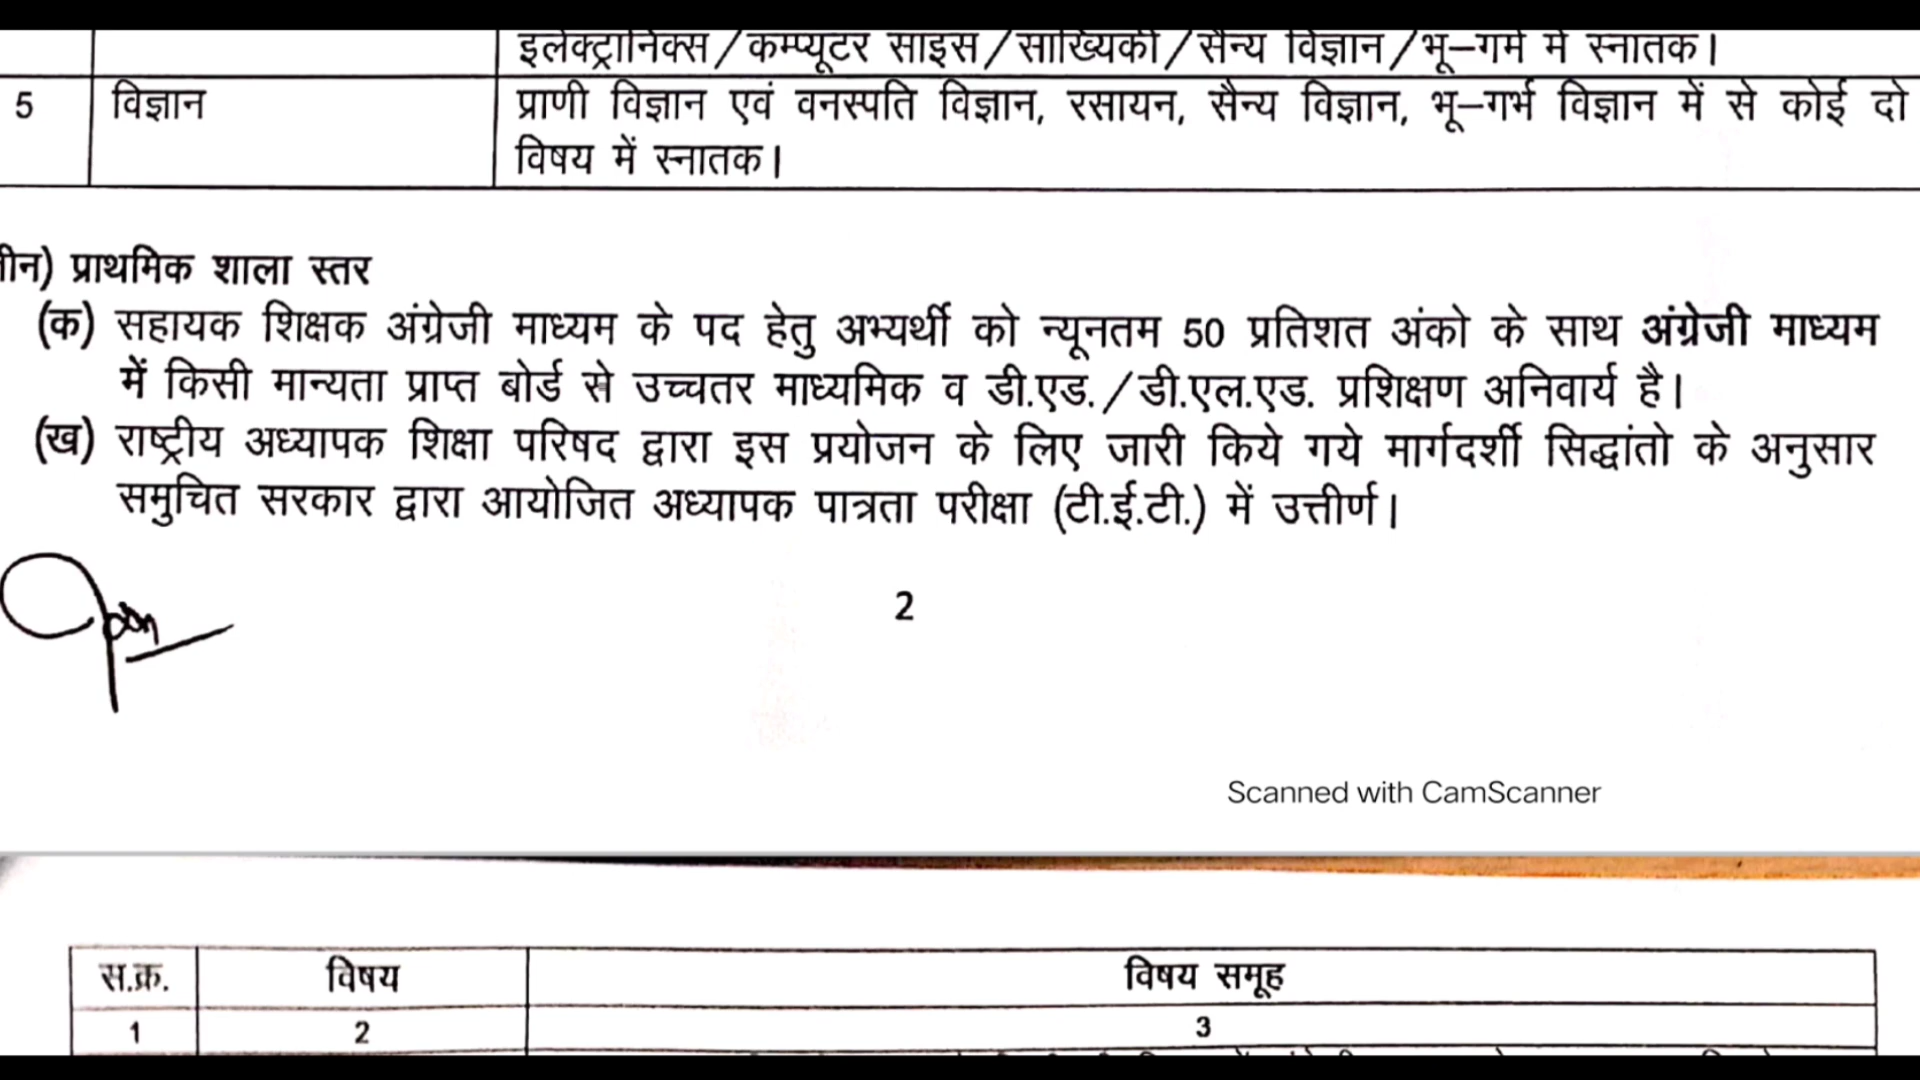 इलेक्ट्रानिक्स/कम्प्यूटर साइंस/सांख्यिकी/सैन्य विज्ञान/भू–गर्भ में स्नातक।
5 विज्ञान प्राणी विज्ञान एवं वनस्पति विज्ञान, रसायन, सैन्य विज्ञान, भू–गर्भ विज्ञान में से कोई दो
विषय में स्नातक।
तीन) प्राथमिक शाला स्तर
(क) सहायक शिक्षक अंग्रेजी माध्यम के पद हेतु अभ्यर्थी को न्यूनतम 50 प्रतिशत अंको के साथ अंग्रेजी माध्यम
में किसी मान्यता प्राप्त बोर्ड से उच्चतर माध्यमिक व डी.एड./डी.एल.एड. प्रशिक्षण अनिवार्य है।
(ख) राष्ट्रीय अध्यापक शिक्षा परिषद द्वारा इस प्रयोजन के लिए जारी किये गये मार्गदर्शी सिद्धांतो के अनुसार
समुचित सरकार द्वारा आयोजित अध्यापक पात्रता परीक्षा (टी.ई.टी.) में उत्तीर्ण।
2
Scanned with CamScanner
स.क्र. विषय विषय समूह
1 2 3